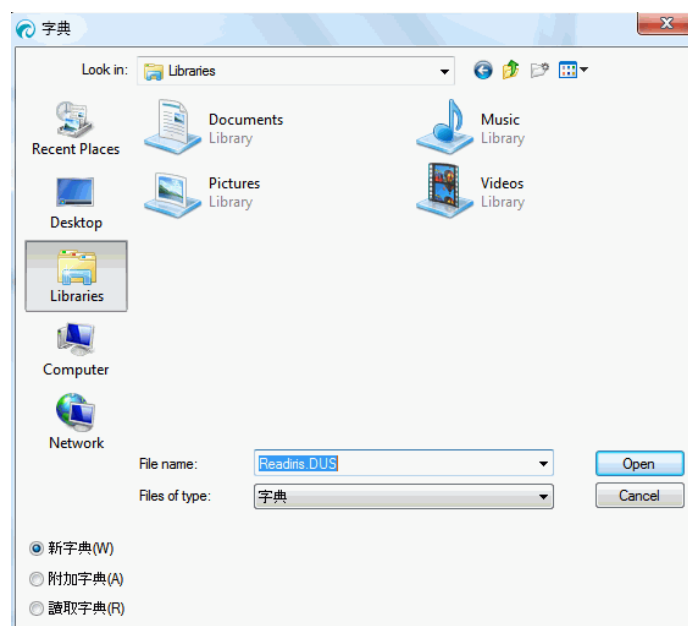 字典
Look in: Libraries
Recent Places
Desktop
Libraries
Computer
Network
Documents
Library
Music
Library
Pictures
Library
Videos
Library
File name: Readiris.DUS Open
Files of type: 字典 Cancel
新字典(W)
附加字典(A)
讀取字典(R)